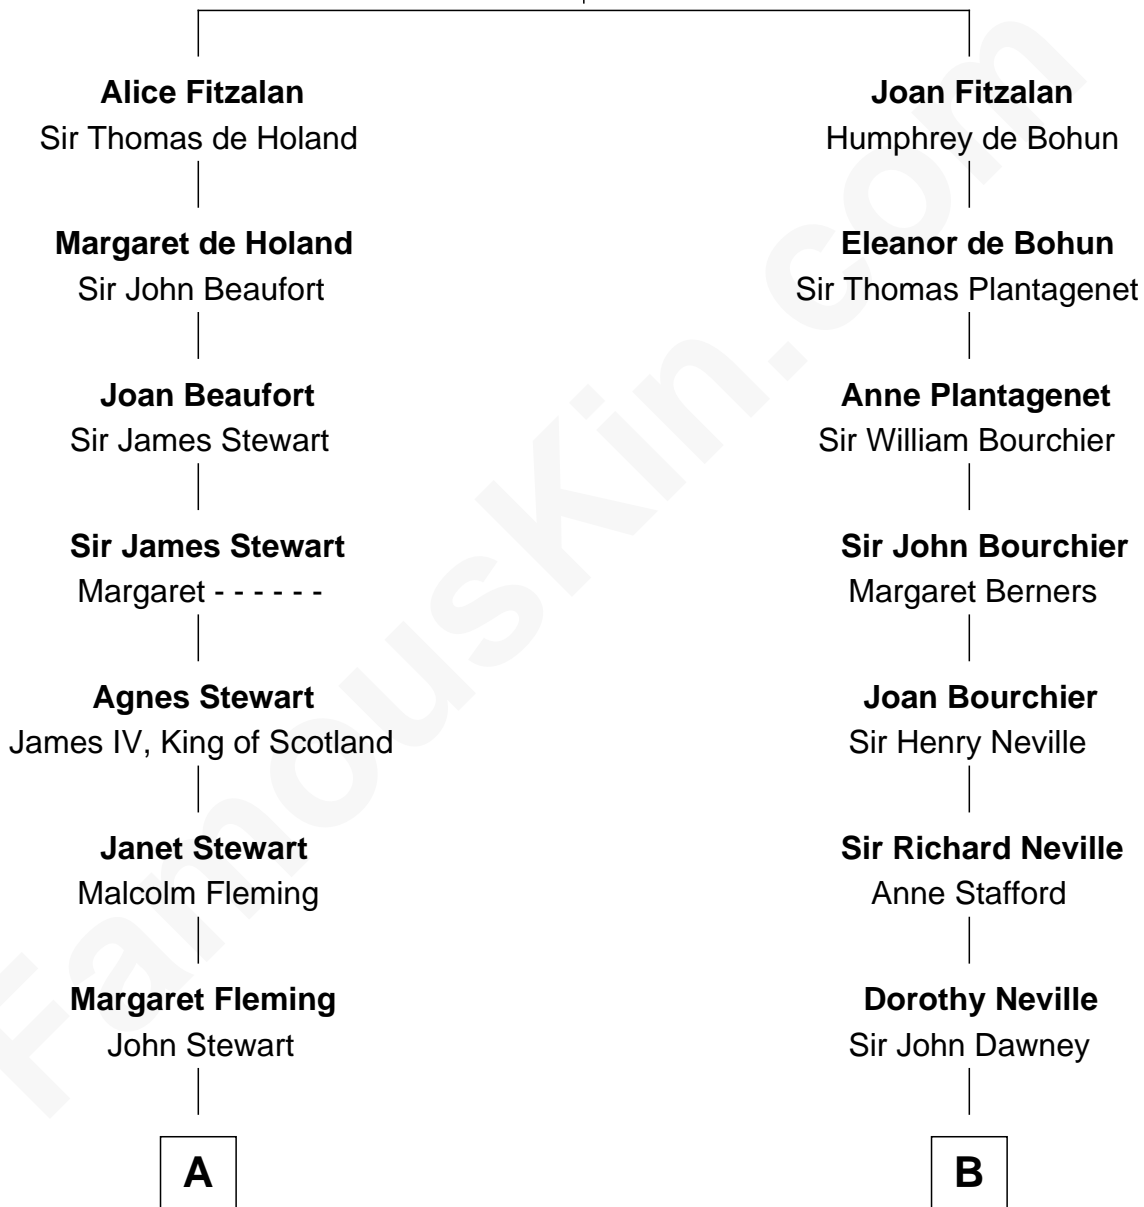 Alice Fitzalan
Sir Thomas de Holand
Margaret de Holand
Sir John Beaufort
Joan Beaufort
Sir James Stewart
Sir James Stewart
Margaret - - - - - -
Agnes Stewart
James IV, King of Scotland
Janet Stewart
Malcolm Fleming
Margaret Fleming
John Stewart
A
Joan Fitzalan
Humphrey de Bohun
Eleanor de Bohun
Sir Thomas Plantagenet
Anne Plantagenet
Sir William Bourchier
Sir John Bourchier
Margaret Berners
Joan Bourchier
Sir Henry Neville
Sir Richard Neville
Anne Stafford
Dorothy Neville
Sir John Dawney
B
FamousKin.com